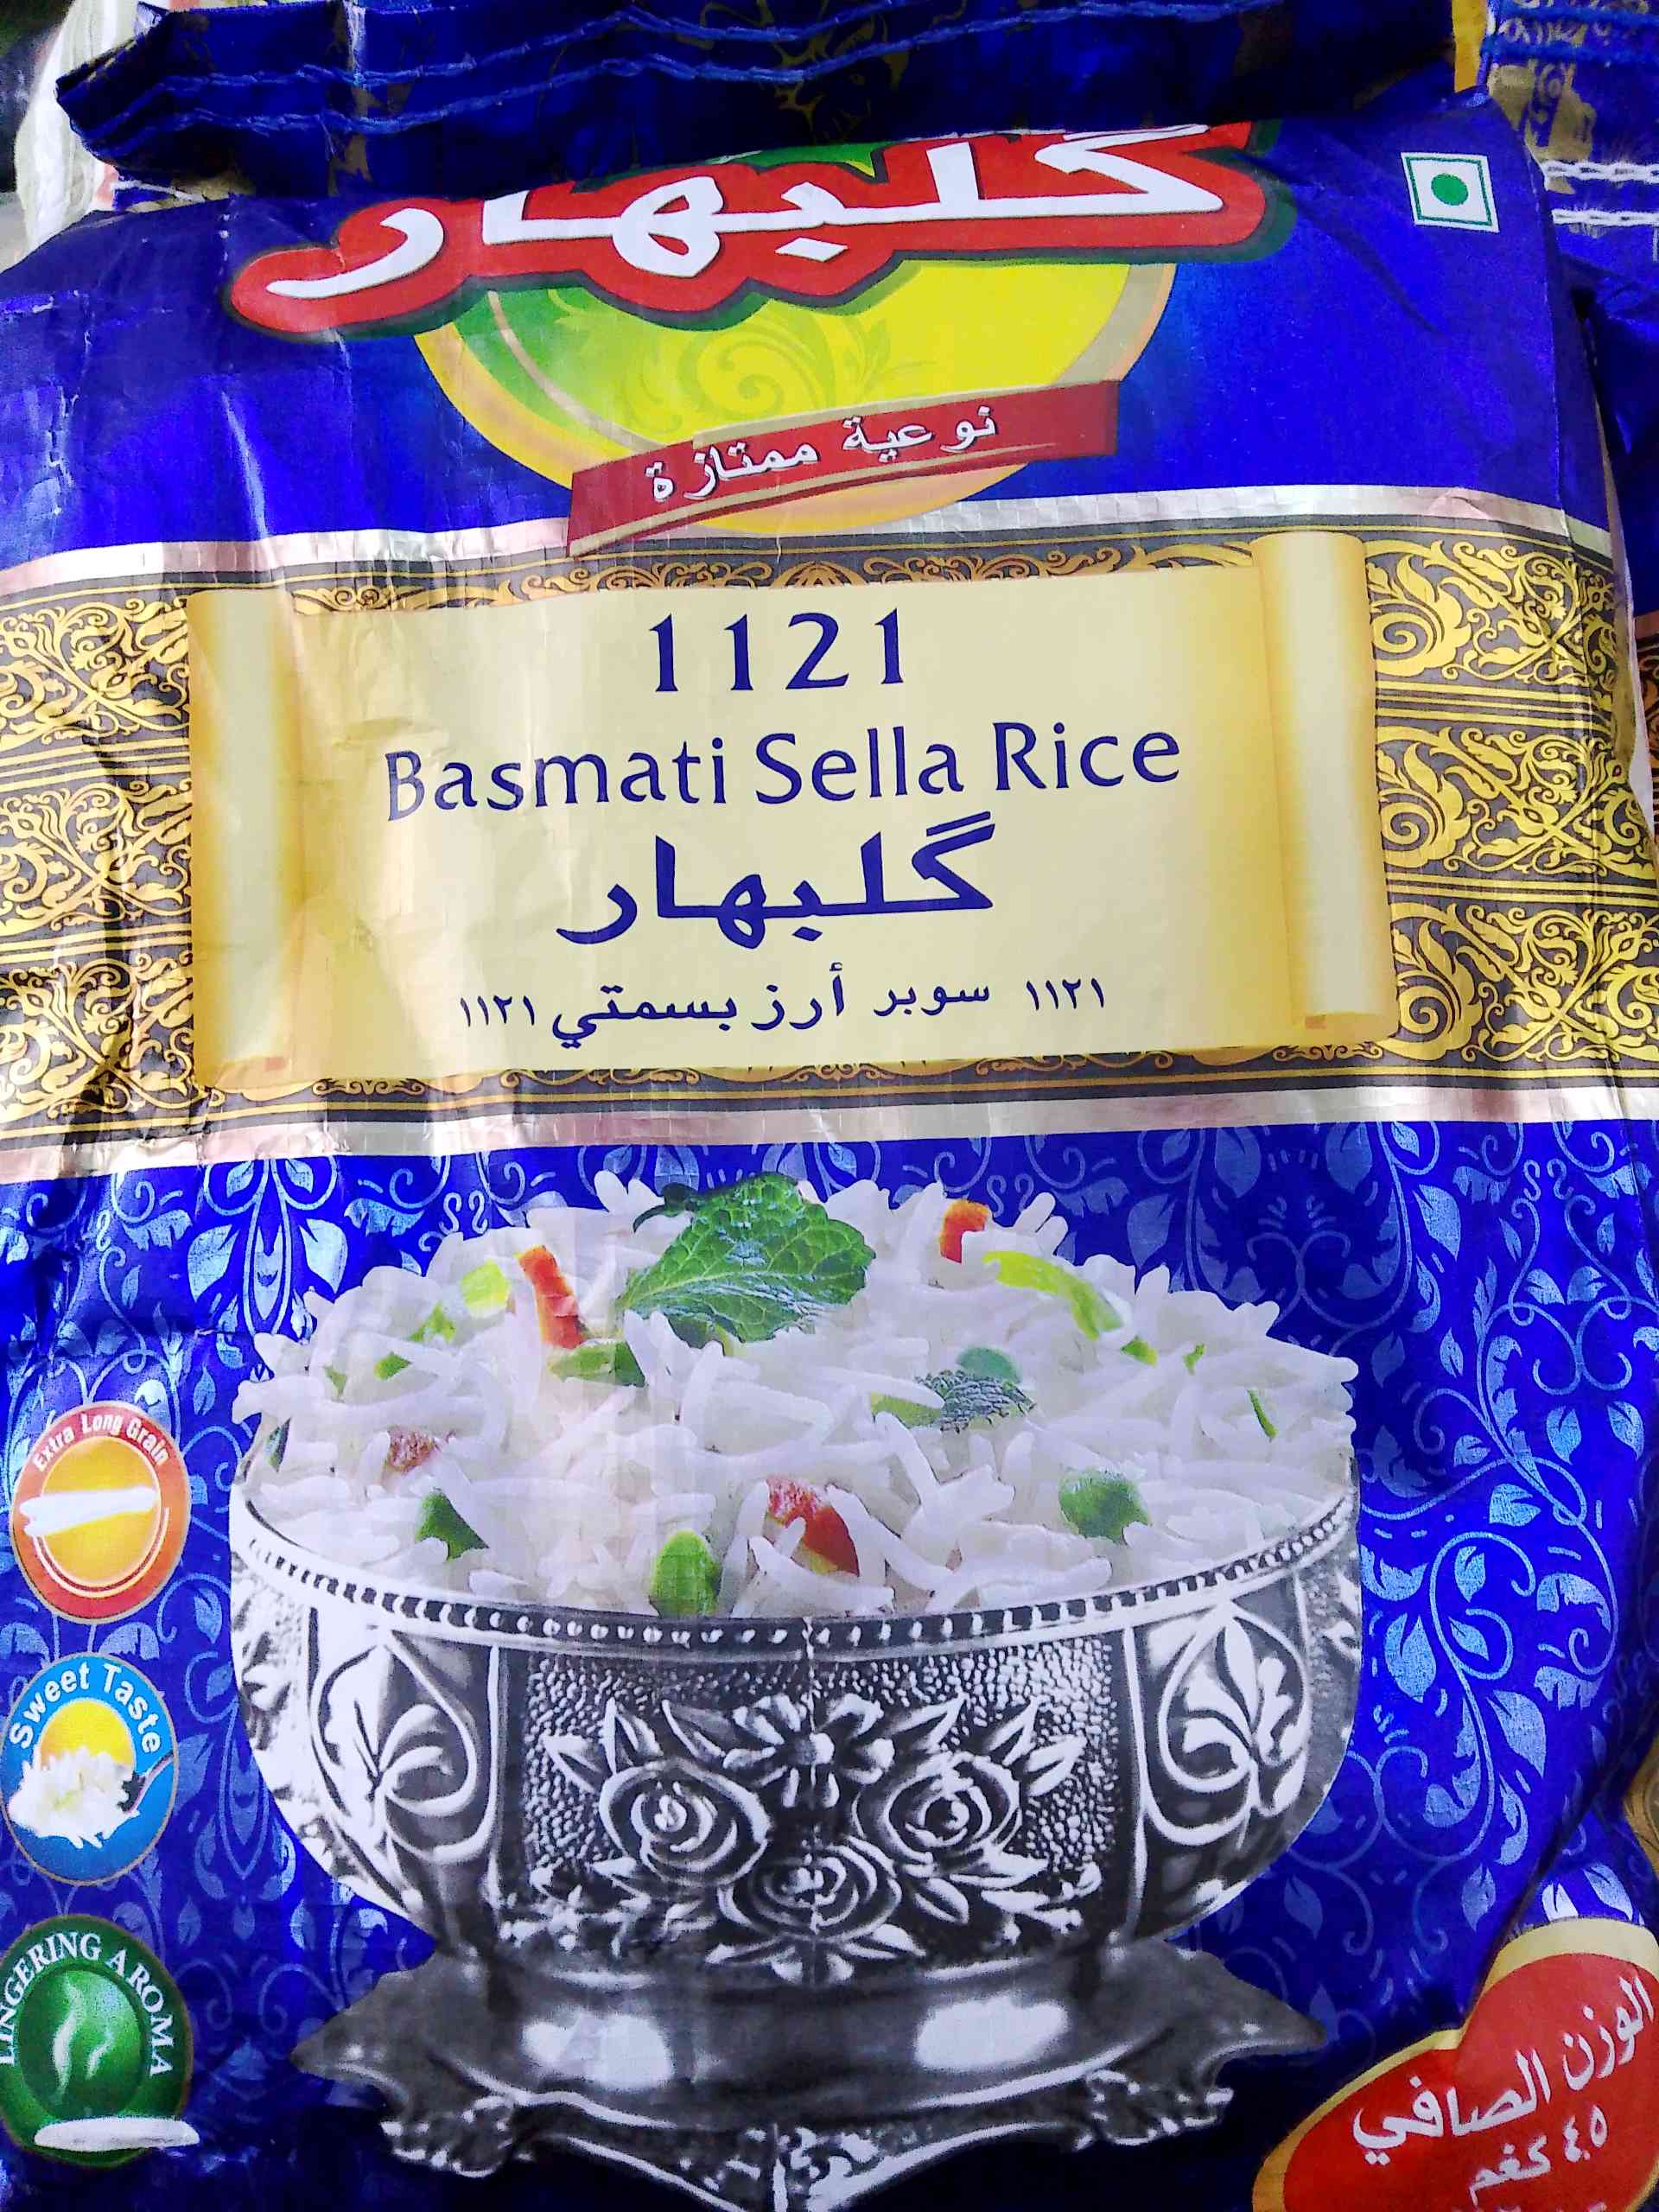 گلبهار
نوعية ممتازة
1121
Basmati Sella Rice
گلبهار
١١٢١ سوبر أرز بسمتي ١١٢١
Extra Long Grain
Sweet Taste
LINGERING AROMA
الوزن الصافي
٤.٥ كغم